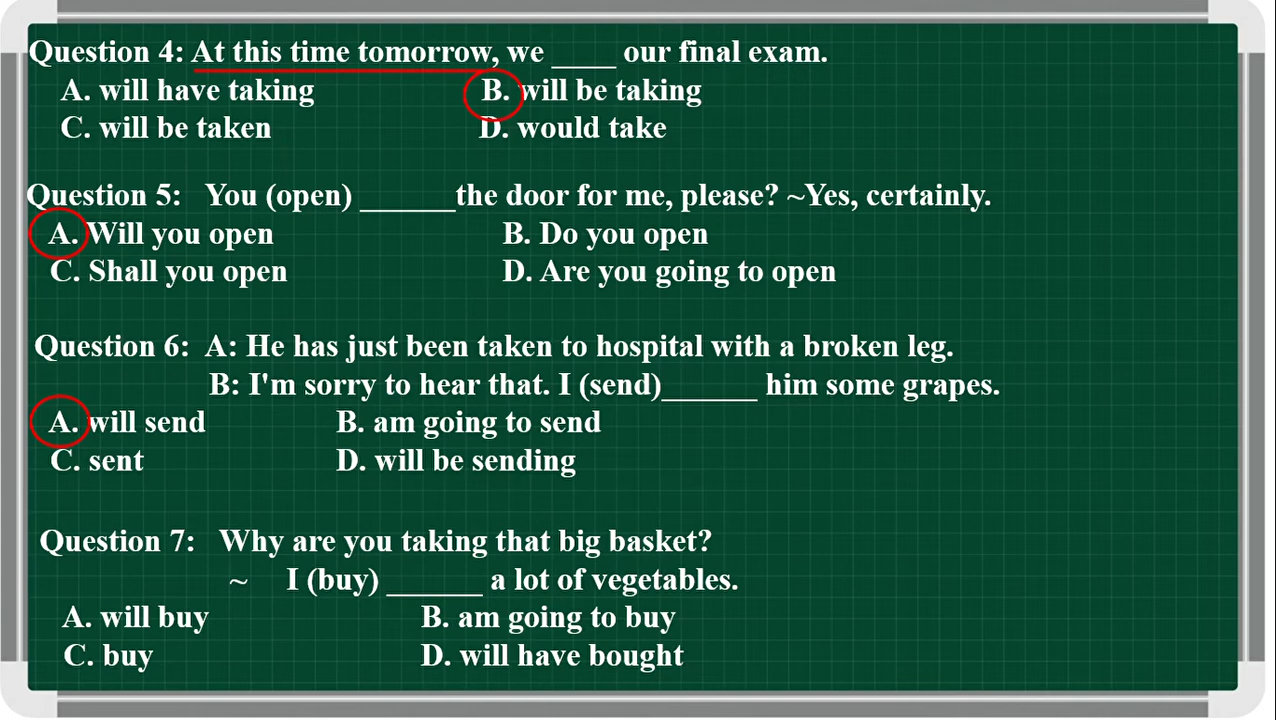 Question 4: At this time tomorrow, we ____ our final exam.
A. will have taking B. will be taking
C. will be taken D. would take
Question 5: You (open) ______the door for me, please? ~Yes, certainly.
A. Will you open B. Do you open
C. Shall you open D. Are you going to open
Question 6: A: He has just been taken to hospital with a broken leg.
B: I'm sorry to hear that. I (send)______ him some grapes.
A. will send B. am going to send
C. sent D. will be sending
Question 7: Why are you taking that big basket?
~ I (buy) ______ a lot of vegetables.
A. will buy B. am going to buy
C. buy D. will have bought